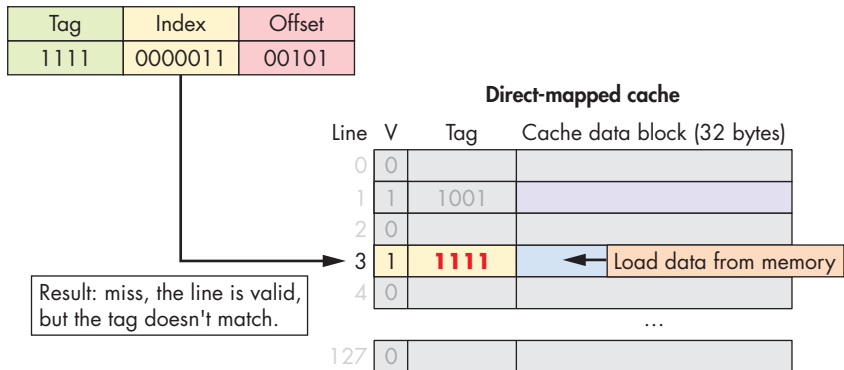 Tag Index Offset
1111 0000011 00101
Direct-mapped cache
Line V Tag Cache data block (32 bytes)
0 0
1 1 1001
2 0
3 1 1111 Load data from memory
Result: miss, the line is valid,
but the tag doesn't match.
4 0
...
127 0